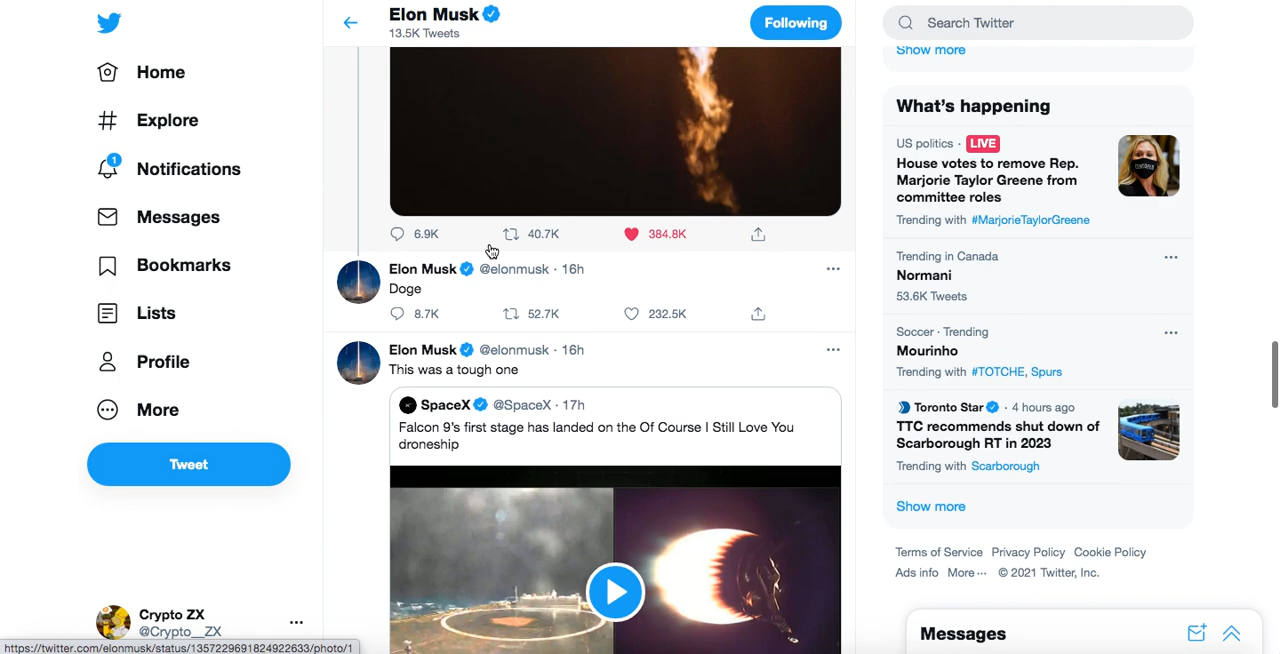 Home
Explore
1
Notifications
Messages
Bookmarks
Lists
Profile
More
Tweet
Crypto ZX
@Crypto__ZX
https://twitter.com/elonmusk/status/1357229691824922633/photo/1
Elon Musk
13.5K Tweets
Following
6.9K 40.7K 384.8K
Elon Musk @elonmusk · 16h
Doge
8.7K 52.7K 232.5K
Elon Musk @elonmusk · 16h
This was a tough one
SpaceX @SpaceX · 17h
Falcon 9's first stage has landed on the Of Course I Still Love You
droneship
Search Twitter
Show more
What's happening
US politics · LIVE
House votes to remove Rep.
Marjorie Taylor Greene from
committee roles
Trending with #MarjorieTaylorGreene
Trending in Canada
Normani
53.6K Tweets
Soccer · Trending
Mourinho
Trending with #TOTCHE, Spurs
Toronto Star · 4 hours ago
TTC recommends shut down of
Scarborough RT in 2023
Trending with Scarborough
Show more
Terms of Service Privacy Policy Cookie Policy
Ads info More ··· © 2021 Twitter, Inc.
Messages